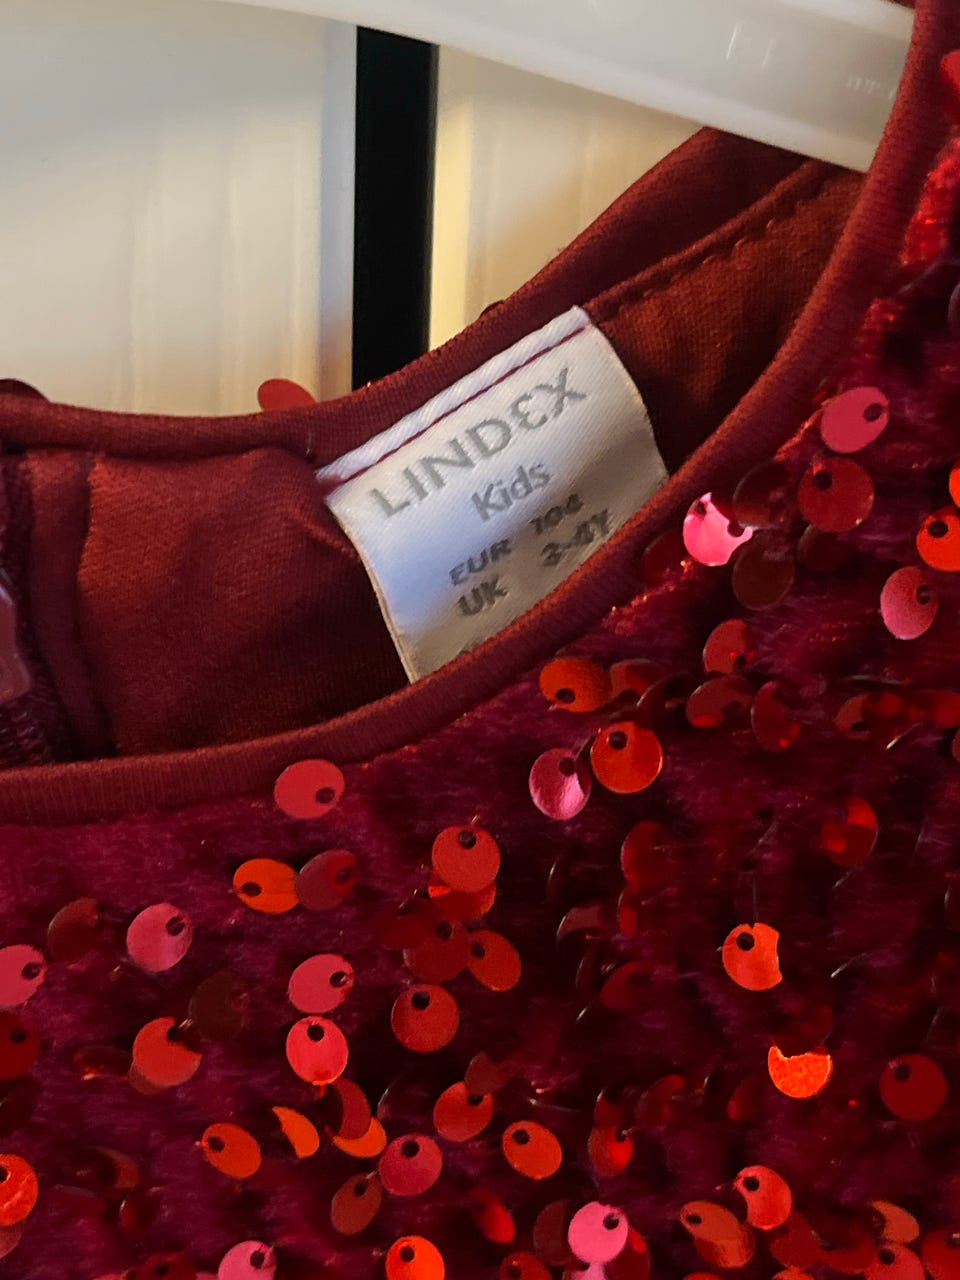 LINDEX
Kids
EUR 104
UK 3-4Y